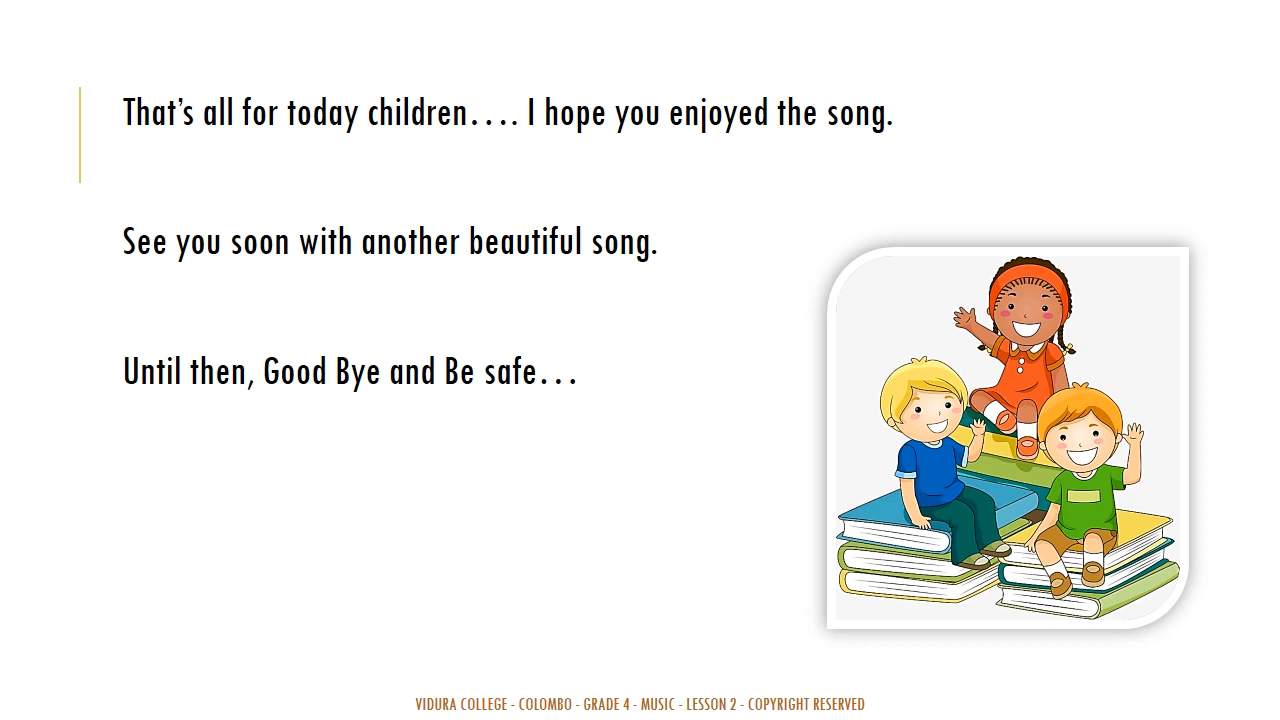 That’s all for today children…. I hope you enjoyed the song.
See you soon with another beautiful song.
Until then, Good Bye and Be safe…
VIDURA COLLEGE - COLOMBO - GRADE 4 - MUSIC - LESSON 2 - COPYRIGHT RESERVED